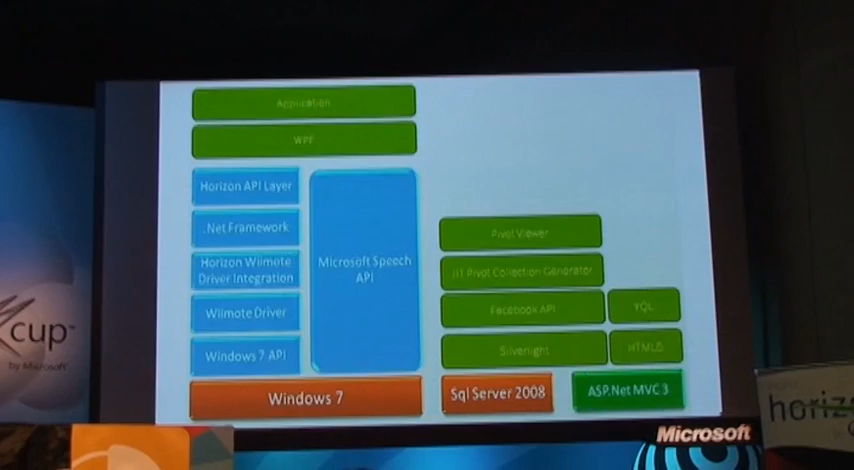 Application
WPF
Horizon API Layer
.Net Framework
Horizon Wiimote
Driver Integration
Wiimote Driver
Windows 7 API
Microsoft Speech
API
Windows 7
Pivot Viewer
JIT Pivot Collection Generator
Facebook API
YQL
Silverlight
HTML5
Sql Server 2008
ASP.Net MVC 3
cup
by Microsoft
Microsoft